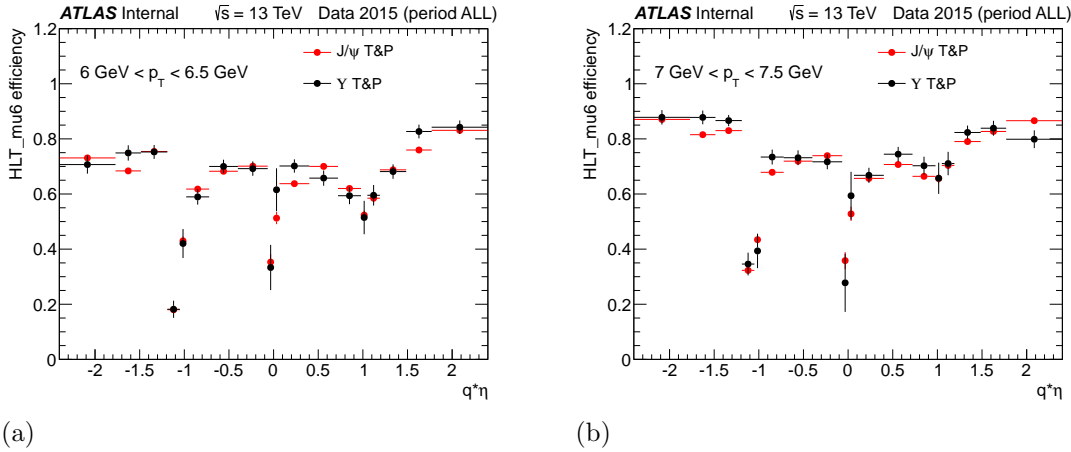 ATLAS Internal √s = 13 TeV Data 2015 (period ALL)
HLT_mu6 efficiency
1.2
1
0.8
0.6
0.4
0.2
0
6 GeV < pT < 6.5 GeV
J/ψ T&P
ϒ T&P
-2 -1.5 -1 -0.5 0 0.5 1 1.5 2
q*η
(a)
ATLAS Internal √s = 13 TeV Data 2015 (period ALL)
HLT_mu6 efficiency
1.2
1
0.8
0.6
0.4
0.2
0
7 GeV < pT < 7.5 GeV
J/ψ T&P
ϒ T&P
-2 -1.5 -1 -0.5 0 0.5 1 1.5 2
q*η
(b)